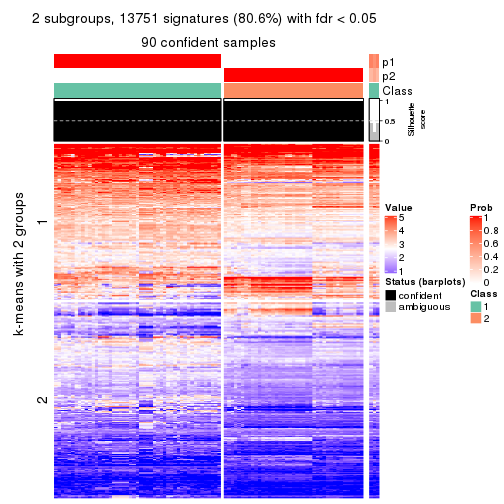 2 subgroups, 13751 signatures (80.6%) with fdr < 0.05
90 confident samples
p1
p2
Class
1
0.5
0
Silhouette
score
k-means with 2 groups
1
2
Value
5
4
3
2
1
Prob
1
0.8
0.6
0.4
0.2
0
Status (barplots)
confident
ambiguous
Class
1
2